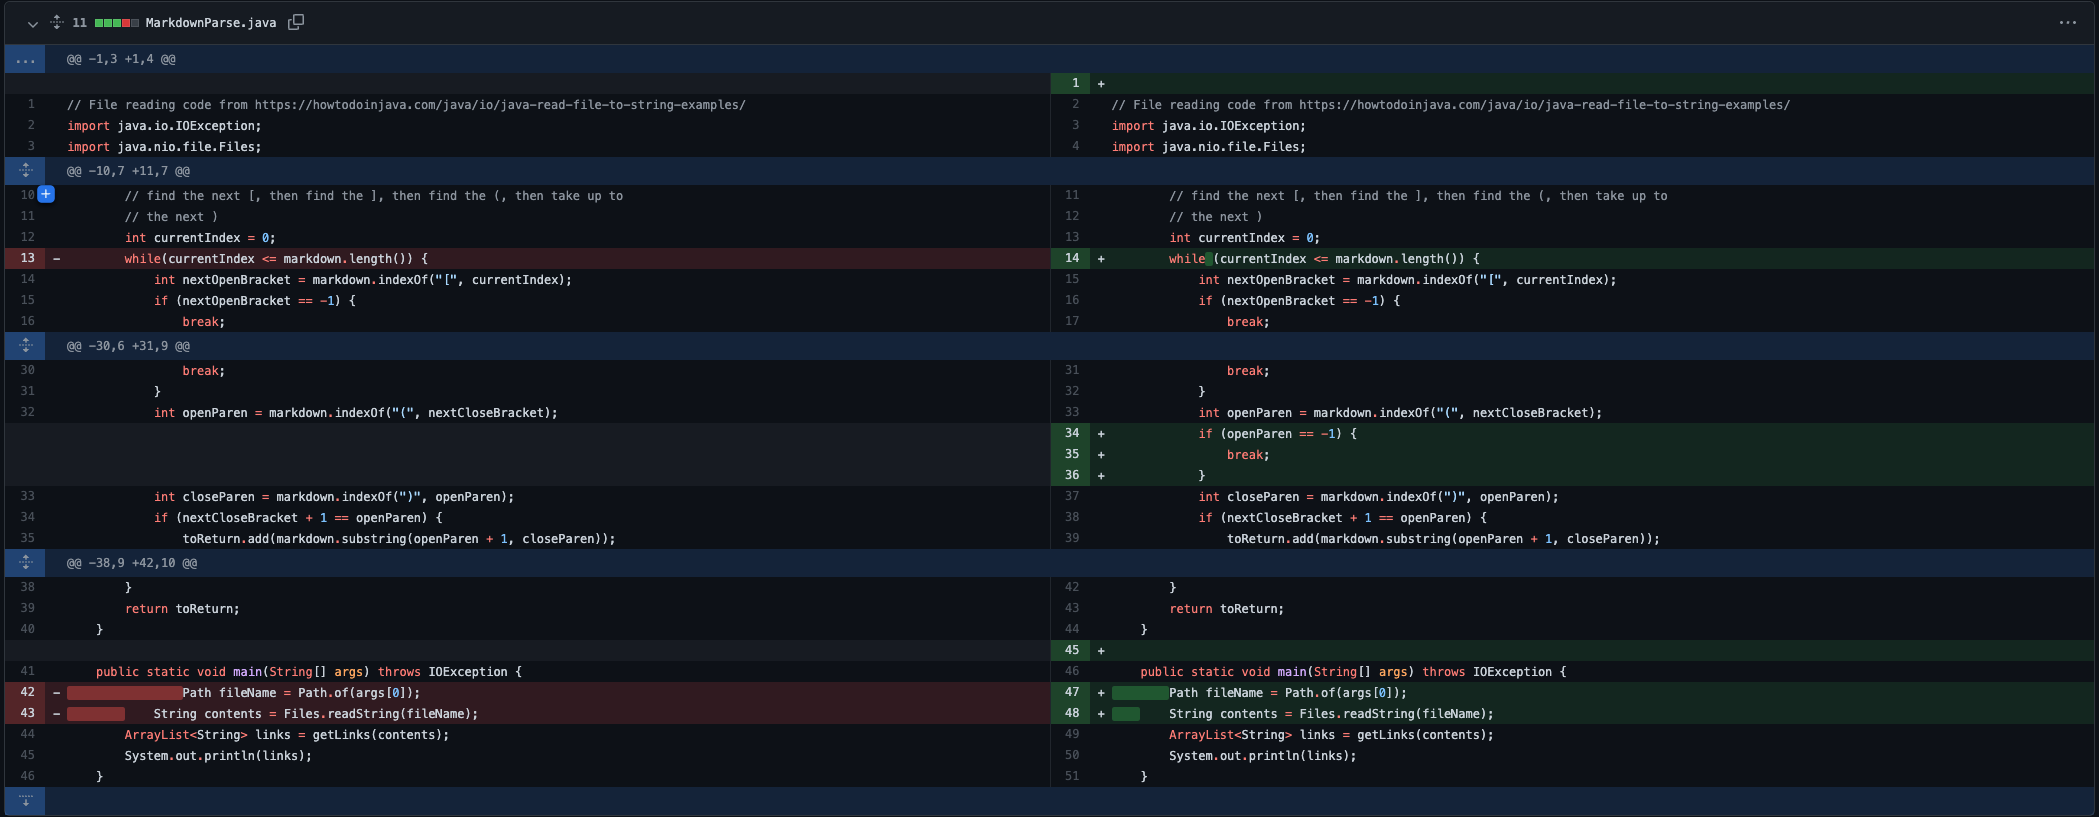 11 MarkdownParse.java ...
... @@ -1,3 +1,4 @@
1 +
1 // File reading code from https://howtodoinjava.com/java/io/java-read-file-to-string-examples/ 2 // File reading code from https://howtodoinjava.com/java/io/java-read-file-to-string-examples/
2 import java.io.IOException; 3 import java.io.IOException;
3 import java.nio.file.Files; 4 import java.nio.file.Files;
@@ -10,7 +11,7 @@
10 + // find the next [, then find the ], then find the (, then take up to 11 // find the next [, then find the ], then find the (, then take up to
11 // the next ) 12 // the next )
12 int currentIndex = 0; 13 int currentIndex = 0;
13 - while(currentIndex <= markdown.length()) { 14 + while (currentIndex <= markdown.length()) {
14 int nextOpenBracket = markdown.indexOf("[", currentIndex); 15 int nextOpenBracket = markdown.indexOf("[", currentIndex);
15 if (nextOpenBracket == -1) { 16 if (nextOpenBracket == -1) {
16 break; 17 break;
@@ -30,6 +31,9 @@
30 break; 31 break;
31 } 32 }
32 int openParen = markdown.indexOf("(", nextCloseBracket); 33 int openParen = markdown.indexOf("(", nextCloseBracket);
34 + if (openParen == -1) {
35 + break;
36 + }
33 int closeParen = markdown.indexOf(")", openParen); 37 int closeParen = markdown.indexOf(")", openParen);
34 if (nextCloseBracket + 1 == openParen) { 38 if (nextCloseBracket + 1 == openParen) {
35 toReturn.add(markdown.substring(openParen + 1, closeParen)); 39 toReturn.add(markdown.substring(openParen + 1, closeParen));
@@ -38,9 +42,10 @@
38 } 42 }
39 return toReturn; 43 return toReturn;
40 } 44 }
45 +
41 public static void main(String[] args) throws IOException { 46 public static void main(String[] args) throws IOException {
42 - Path fileName = Path.of(args[0]); 47 + Path fileName = Path.of(args[0]);
43 - String contents = Files.readString(fileName); 48 + String contents = Files.readString(fileName);
44 ArrayList<String> links = getLinks(contents); 49 ArrayList<String> links = getLinks(contents);
45 System.out.println(links); 50 System.out.println(links);
46 } 51 }